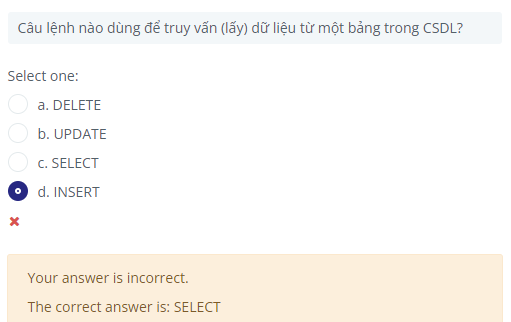 Câu lệnh nào dùng để truy vấn (lấy) dữ liệu từ một bảng trong CSDL?
Select one:
a. DELETE
b. UPDATE
c. SELECT
d. INSERT
Your answer is incorrect.
The correct answer is: SELECT